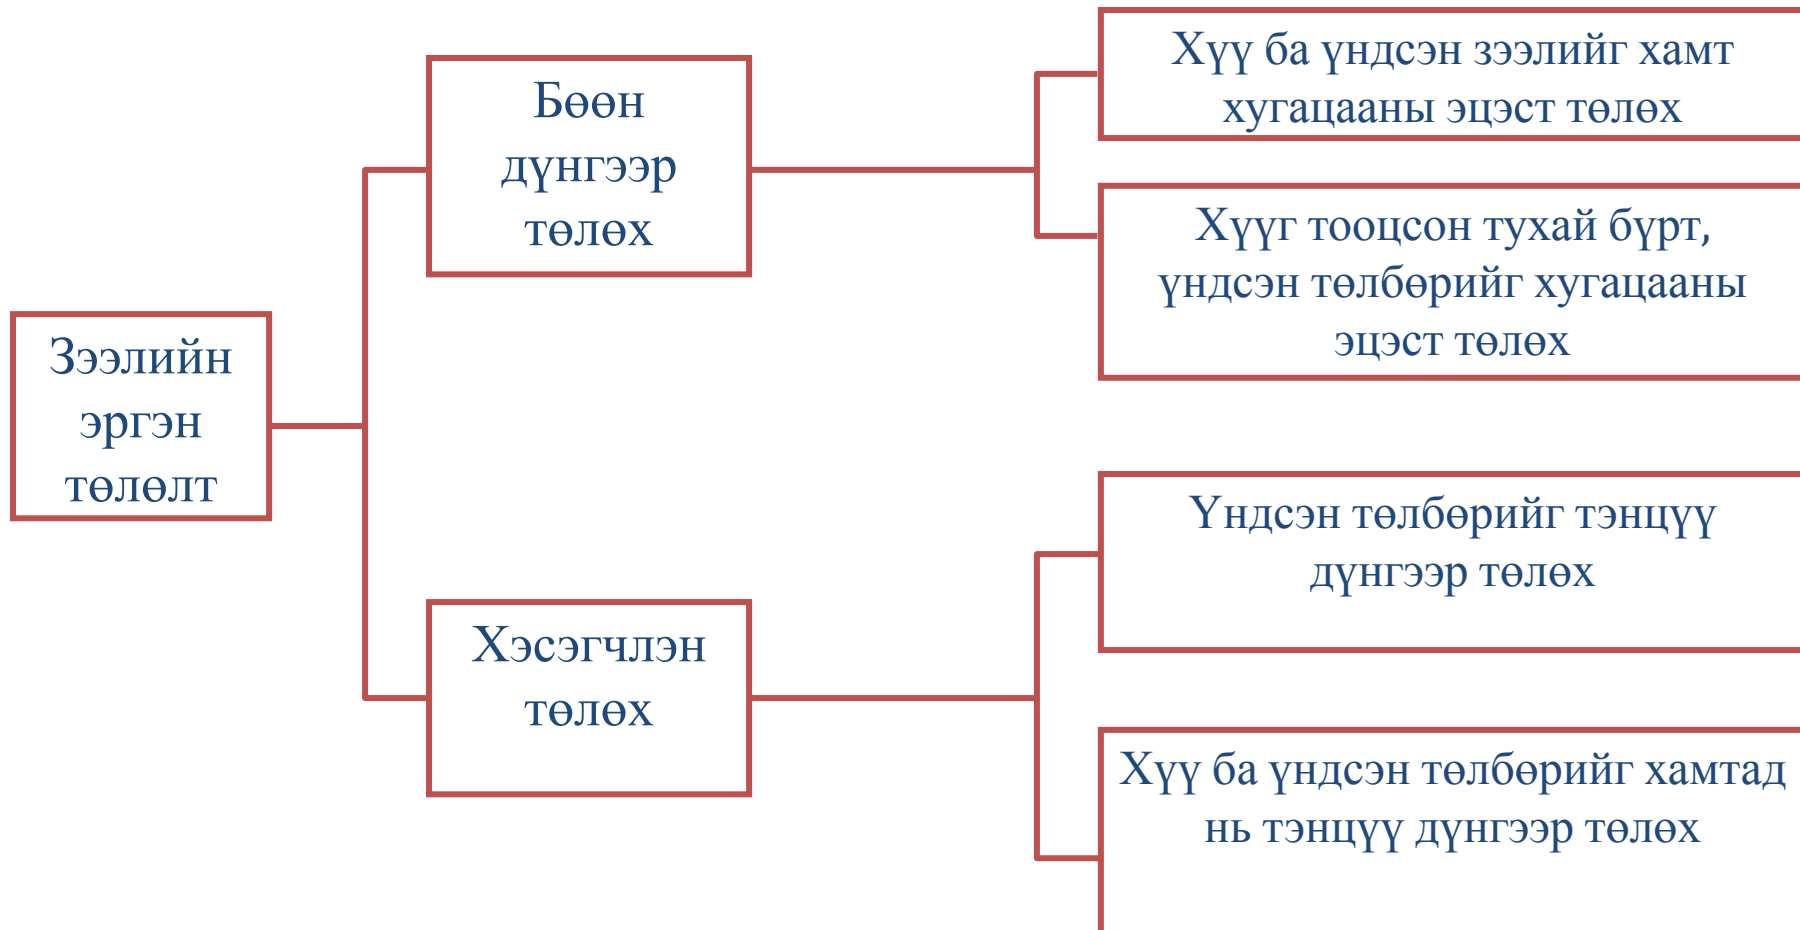 Зээлийн
эргэн
төлөлт
Бөөн
дүнгээр
төлөх
Хүү ба үндсэн зээлийг хамт
хугацааны эцэст төлөх
Хүүг тооцсон тухай бүрт,
үндсэн төлбөрийг хугацааны
эцэст төлөх
Хэсэгчлэн
төлөх
Үндсэн төлбөрийг тэнцүү
дүнгээр төлөх
Хүү ба үндсэн төлбөрийг хамтад
нь тэнцүү дүнгээр төлөх